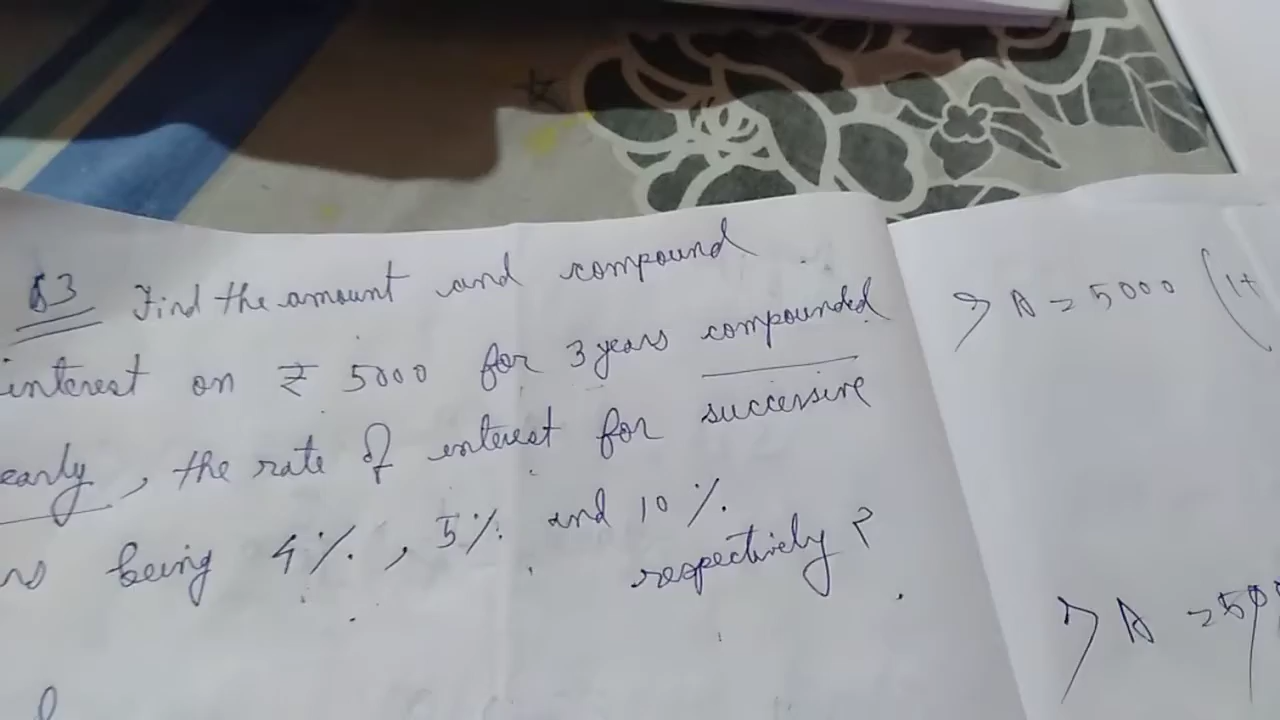 Q3 Find the amount and compound
interest on ₹ 5000 for 3 years compounded
early, the rate of interest for successive
rs being 4%, 5% and 10%.
respectively?
⇒ A = 5000 (1+
⇒ A = 50